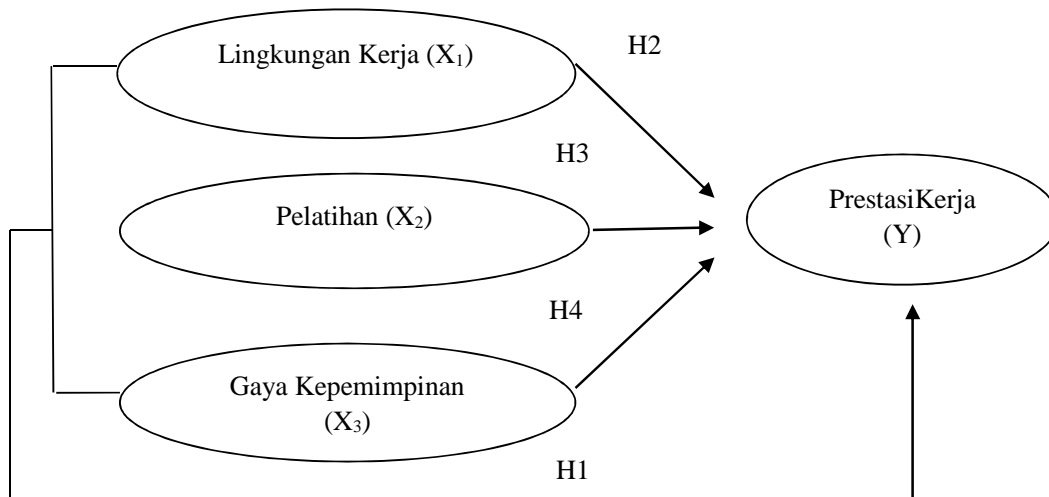 Lingkungan Kerja (X₁)
H2
H3
Pelatihan (X₂)
PrestasiKerja
(Y)
H4
Gaya Kepemimpinan
(X₃)
H1